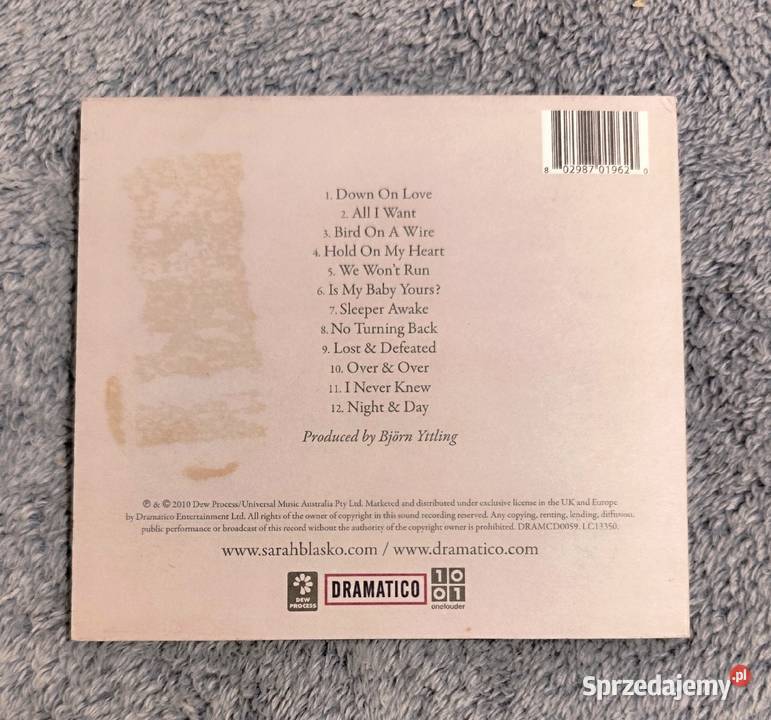 8 02987 01962 0
1. Down On Love
2. All I Want
3. Bird On A Wire
4. Hold On My Heart
5. We Won't Run
6. Is My Baby Yours?
7. Sleeper Awake
8. No Turning Back
9. Lost & Defeated
10. Over & Over
11. I Never Knew
12. Night & Day
Produced by Björn Yttling
℗ & © 2010 Dew Process/Universal Music Australia Pty Ltd. Marketed and distributed under exclusive license in the UK and Europe
by Dramatico Entertainment Ltd. All rights of the owner of copyright in this sound recording reserved. Any copying, renting, lending, diffusion,
public performance or broadcast of this record without the authority of the copyright owner is prohibited. DRAMCD0059. LC13350.
www.sarahblasko.com / www.dramatico.com
DEW
PROCESS
DRAMATICO
10
01
onelouder
Sprzedajemy.pl